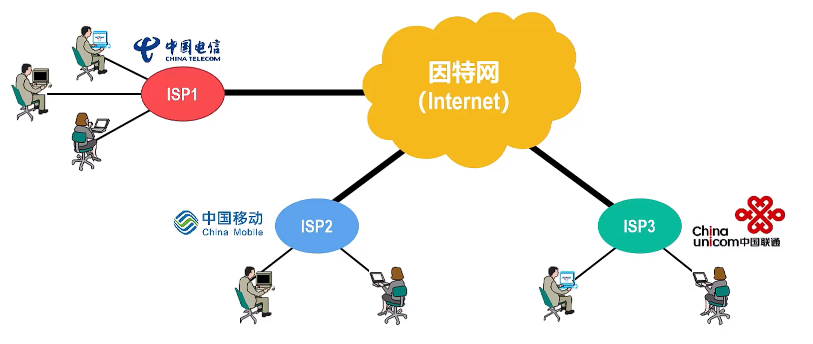 中国电信
CHINA TELECOM
ISP1
因特网
（Internet）
中国移动
China Mobile
ISP2
ISP3
China
unicom中国联通